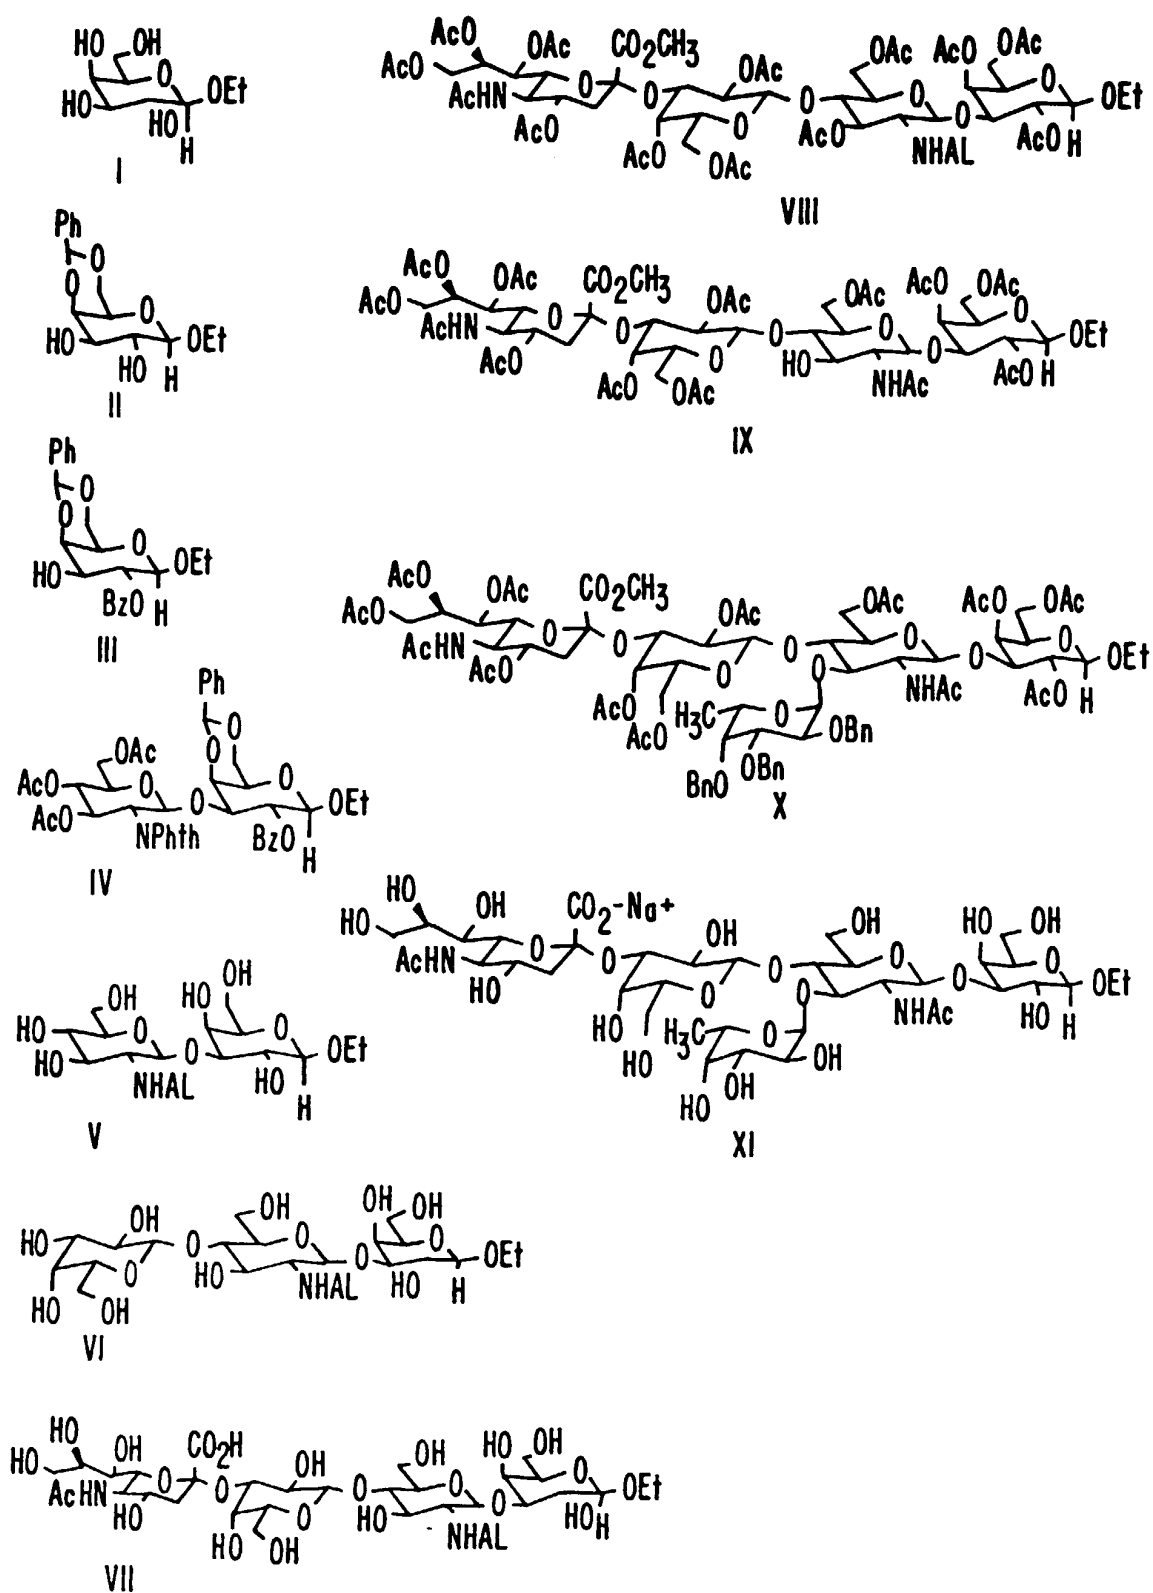 HO OH
O
HO OEt
HO
H
I
Ph
O
O
O
HO OEt
HO H
II
Ph
O
O
O
HO OEt
BzO H
III
Ph
O
O
OAc
AcO O O
AcO O OEt
NPhth BzO
H
IV
OH
OH HO
HO O O
HO O OEt
NHAL HO
H
V
OH OH
OH OH
HO O O O
O HO O OEt
HO OH NHAL HO H
VI
HO OH CO2H OH OH HO OH
HO O O O O O
AcHN O O OEt
HO HO OH HO NHAL HO H
VII
AcO OAc CO2CH3 OAc OAc AcO OAc
AcO O O O O O
AcHN O O OEt
AcO AcO OAc AcO NHAL AcO H
VIII
AcO OAc CO2CH3 OAc OAc AcO OAc
AcO O O O O O
AcHN O O OEt
AcO AcO OAc HO NHAc AcO H
IX
AcO OAc CO2CH3 OAc OAc AcO OAc
AcO O O O O O
AcHN O O O OEt
AcO AcO NHAc AcO H
AcO H3C O OBn
BnO OBn
X
HO OH CO2-Na+ OH OH HO OH
HO O O O O O
AcHN O O O OEt
HO HO NHAc HO H
HO H3C O OH
HO OH
XI